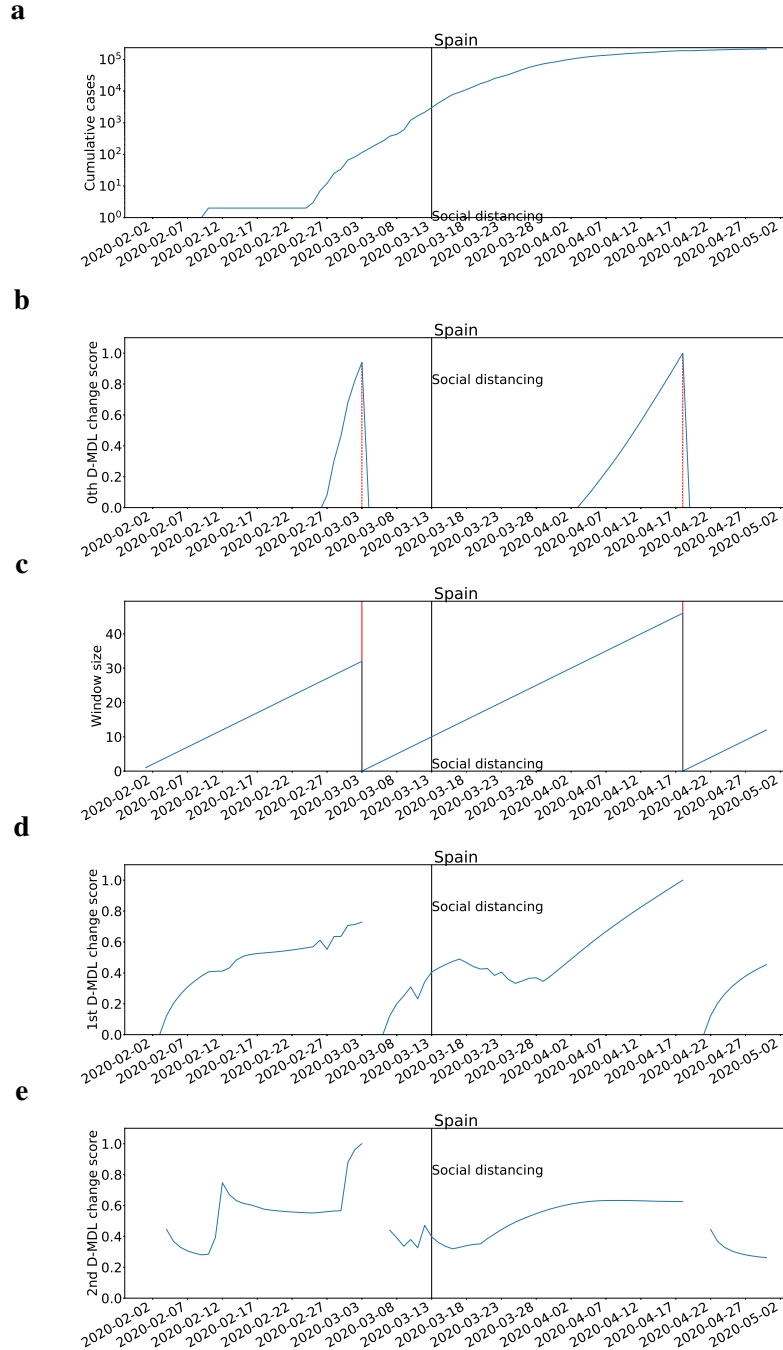 a
Spain
Cumulative cases
10^5
10^4
10^3
10^2
10^1
10^0
Social distancing
2020-02-02 2020-02-07 2020-02-12 2020-02-17 2020-02-22 2020-02-27 2020-03-03 2020-03-08 2020-03-13 2020-03-18 2020-03-23 2020-03-28 2020-04-02 2020-04-07 2020-04-12 2020-04-17 2020-04-22 2020-04-27 2020-05-02
b
Spain
0th D-MDL change score
1.0
0.8
0.6
0.4
0.2
0.0
Social distancing
2020-02-02 2020-02-07 2020-02-12 2020-02-17 2020-02-22 2020-02-27 2020-03-03 2020-03-08 2020-03-13 2020-03-18 2020-03-23 2020-03-28 2020-04-02 2020-04-07 2020-04-12 2020-04-17 2020-04-22 2020-04-27 2020-05-02
c
Spain
Window size
40
30
20
10
0
Social distancing
2020-02-02 2020-02-07 2020-02-12 2020-02-17 2020-02-22 2020-02-27 2020-03-03 2020-03-08 2020-03-13 2020-03-18 2020-03-23 2020-03-28 2020-04-02 2020-04-07 2020-04-12 2020-04-17 2020-04-22 2020-04-27 2020-05-02
d
Spain
1st D-MDL change score
1.0
0.8
0.6
0.4
0.2
0.0
Social distancing
2020-02-02 2020-02-07 2020-02-12 2020-02-17 2020-02-22 2020-02-27 2020-03-03 2020-03-08 2020-03-13 2020-03-18 2020-03-23 2020-03-28 2020-04-02 2020-04-07 2020-04-12 2020-04-17 2020-04-22 2020-04-27 2020-05-02
e
Spain
2nd D-MDL change score
1.0
0.8
0.6
0.4
0.2
0.0
Social distancing
2020-02-02 2020-02-07 2020-02-12 2020-02-17 2020-02-22 2020-02-27 2020-03-03 2020-03-08 2020-03-13 2020-03-18 2020-03-23 2020-03-28 2020-04-02 2020-04-07 2020-04-12 2020-04-17 2020-04-22 2020-04-27 2020-05-02